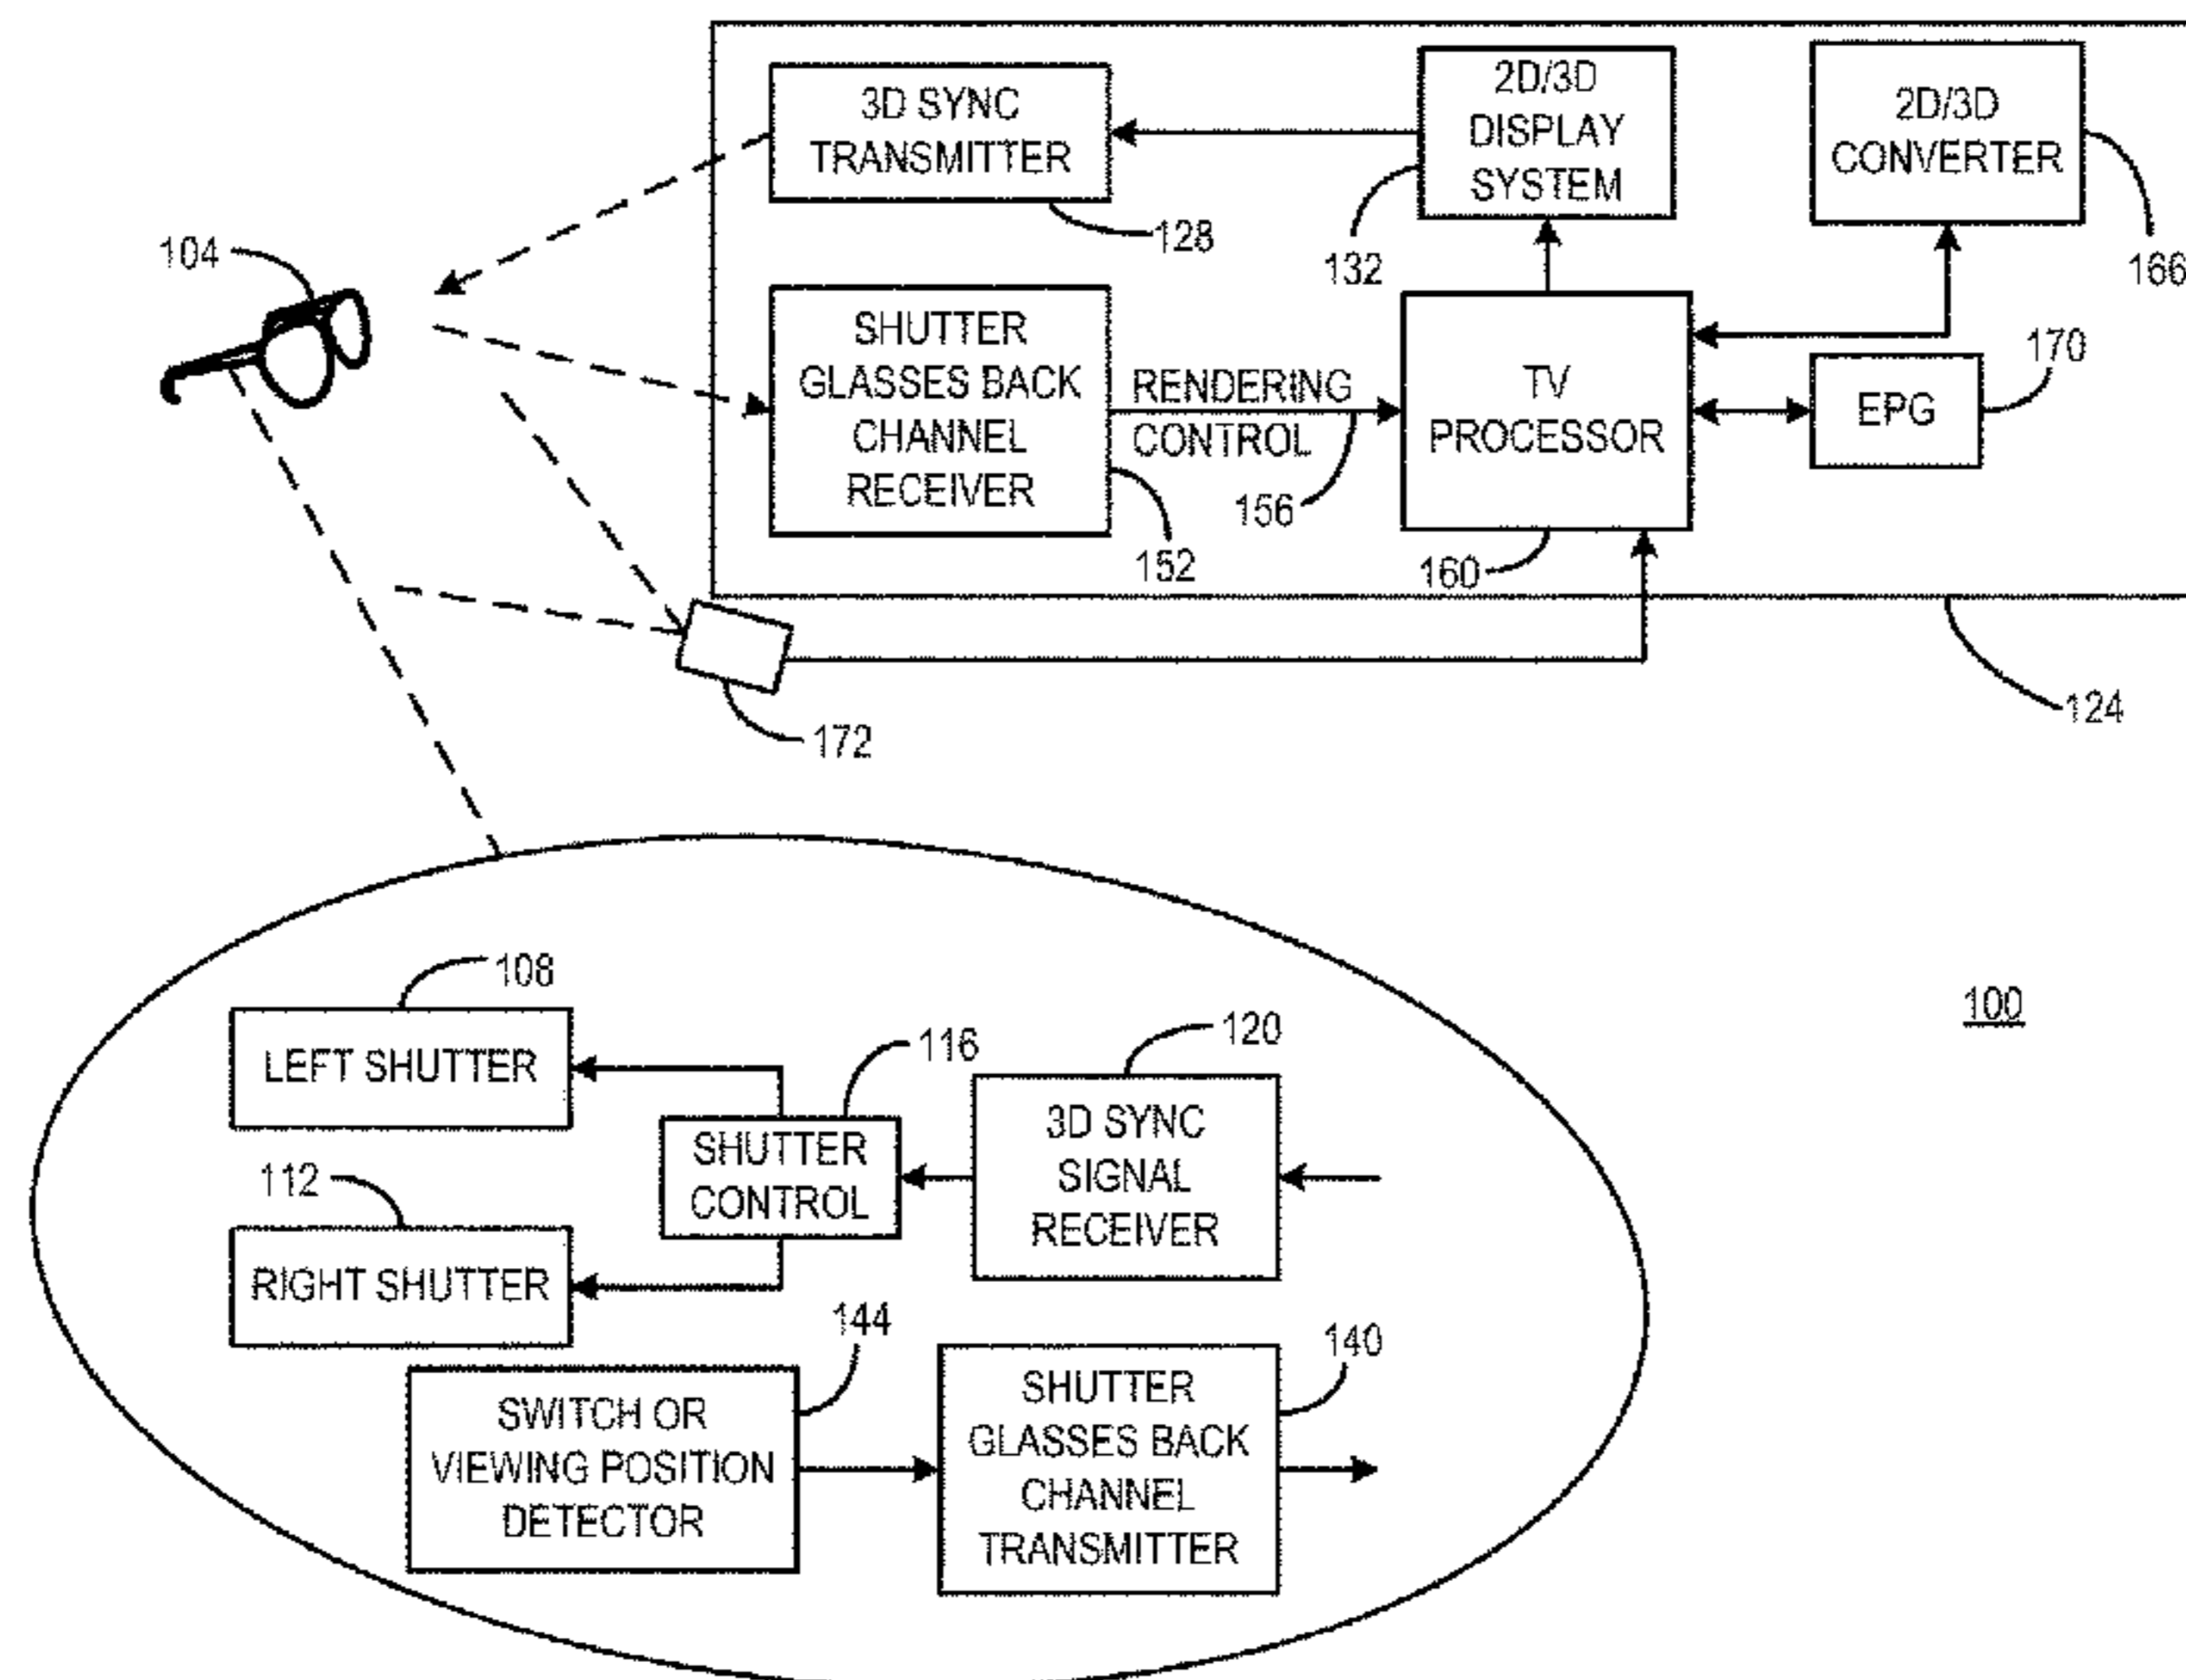 3D SYNC
TRANSMITTER
128
2D/3D
DISPLAY
SYSTEM
132
2D/3D
CONVERTER
166
104
SHUTTER
GLASSES BACK
CHANNEL
RECEIVER
152
RENDERING
CONTROL
156
TV
PROCESSOR
160
EPG
170
172
124
100
108
LEFT SHUTTER
112
RIGHT SHUTTER
116
SHUTTER
CONTROL
120
3D SYNC
SIGNAL
RECEIVER
144
SWITCH OR
VIEWING POSITION
DETECTOR
140
SHUTTER
GLASSES BACK
CHANNEL
TRANSMITTER